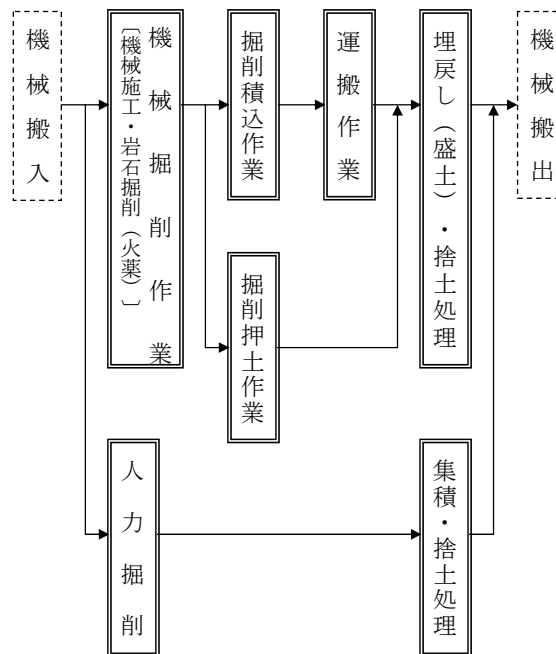 機械搬入
機械掘削作業
〔機械施工・岩石掘削（火薬）〕
掘削積込作業
運搬作業
埋戻し（盛土）・捨土処理
機械搬出
掘削押土作業
人力掘削
集積・捨土処理